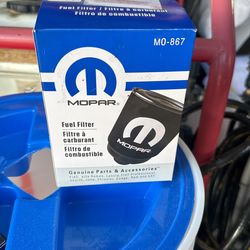 Fuel Filter / Filtre à carburant
Filtro de combustible
MO-867
MOPAR
MOPAR
Fuel Filter
Filtre à
carburant
Filtro de
combustible
Genuine Parts & Accessories